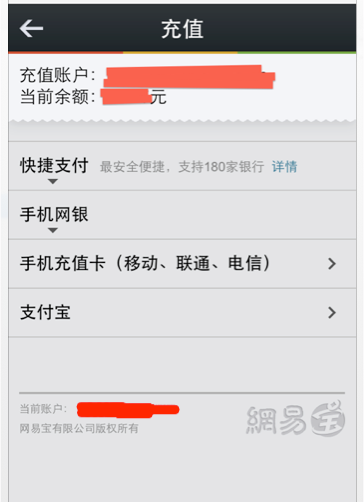 充值
充值账户：
当前余额: 元
快捷支付 最安全便捷，支持180家银行 详情
手机网银
手机充值卡（移动、联通、电信）
支付宝
当前账户：
网易宝有限公司版权所有
網易宝